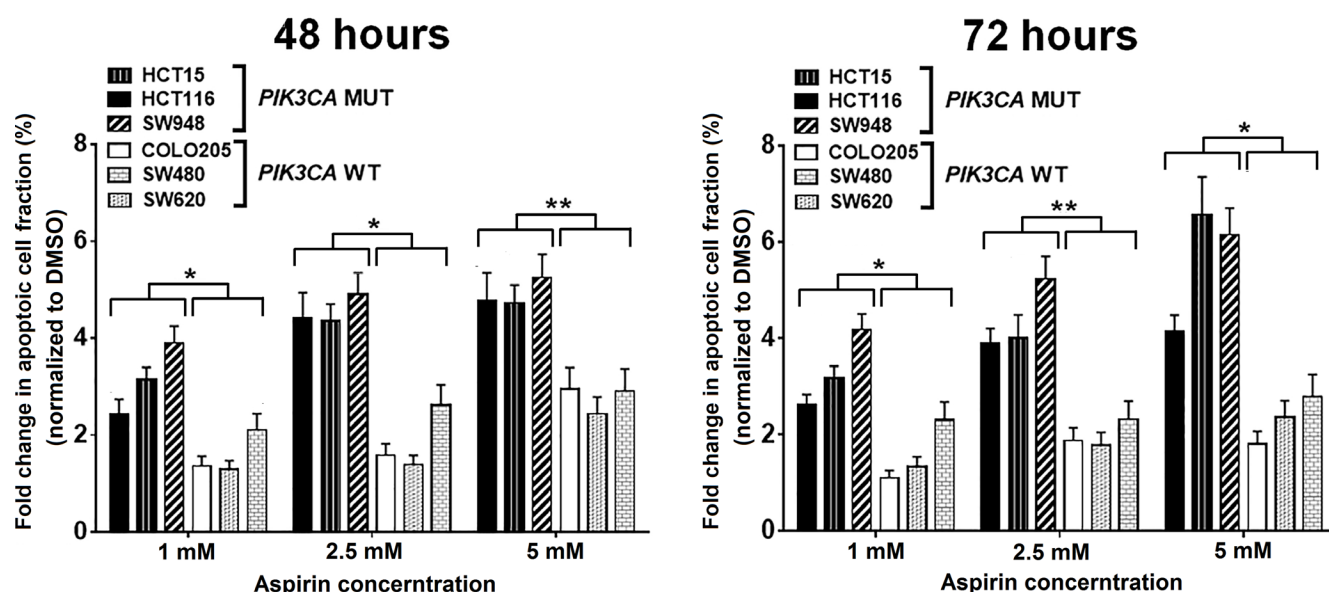 48 hours
HCT15
HCT116
SW948
PIK3CA MUT
COLO205
SW480
SW620
PIK3CA WT
Fold change in apoptoic cell fraction (%)
(normalized to DMSO)
8
6
4
2
0
*
*
**
1 mM
2.5 mM
5 mM
Aspirin concerntration
72 hours
HCT15
HCT116
SW948
PIK3CA MUT
COLO205
SW480
SW620
PIK3CA WT
Fold change in apoptoic cell fraction (%)
(normalized to DMSO)
8
6
4
2
0
*
**
*
1 mM
2.5 mM
5 mM
Aspirin concerntration